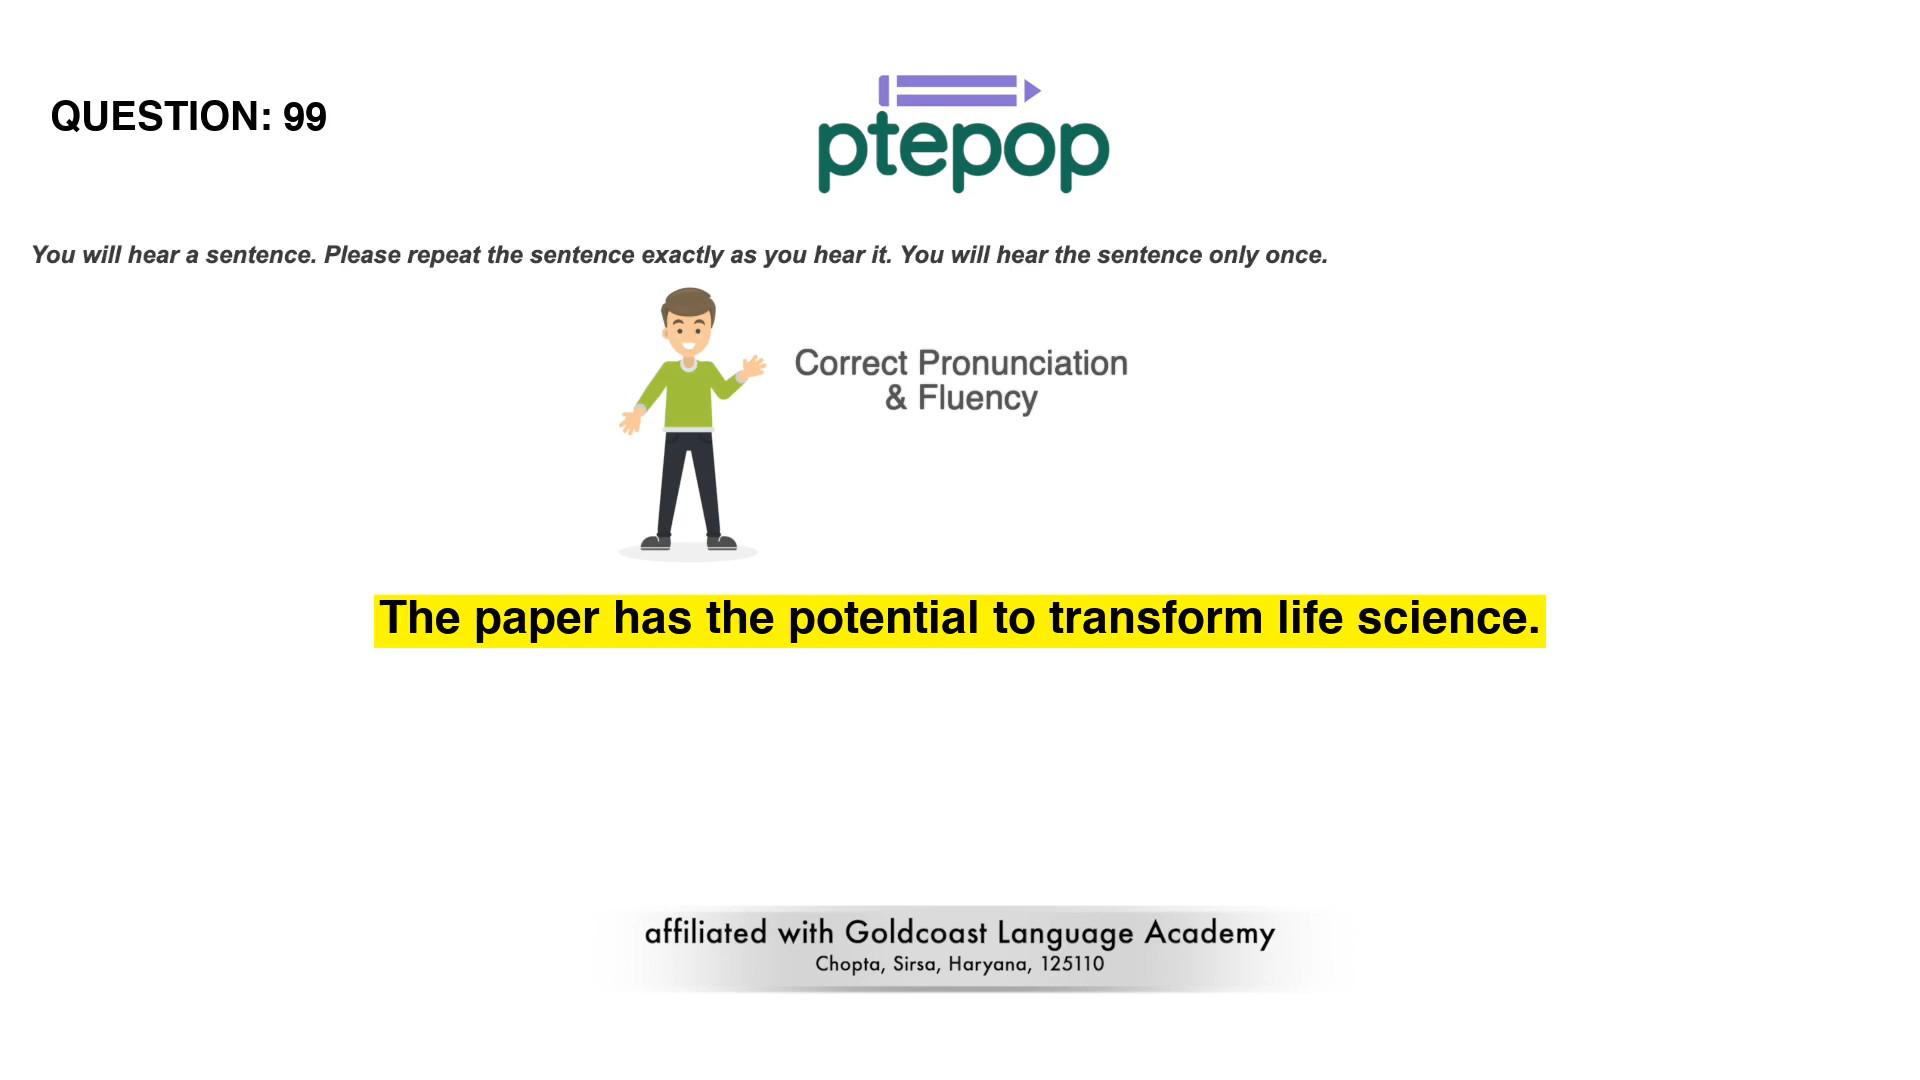 QUESTION: 99
ptepop
You will hear a sentence. Please repeat the sentence exactly as you hear it. You will hear the sentence only once.
Correct Pronunciation
& Fluency
The paper has the potential to transform life science.
affiliated with Goldcoast Language Academy
Chopta, Sirsa, Haryana, 125110